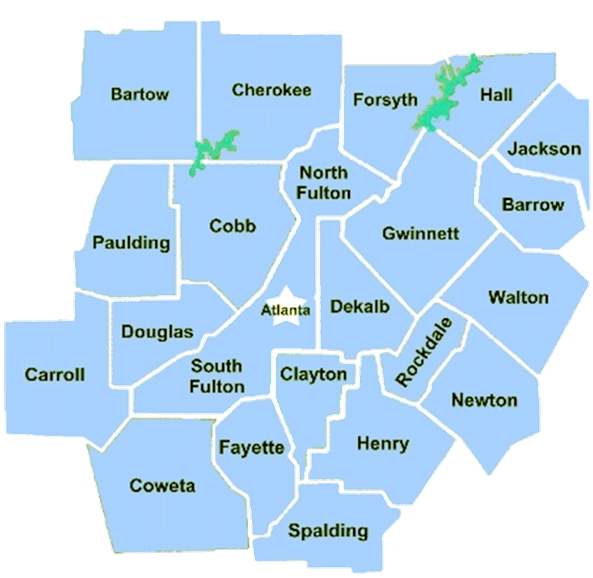 Bartow
Cherokee
Forsyth
Hall
Jackson
North
Fulton
Barrow
Paulding
Cobb
Gwinnett
Walton
Atlanta
Dekalb
Douglas
Rockdale
South
Fulton
Clayton
Carroll
Newton
Fayette
Henry
Coweta
Spalding